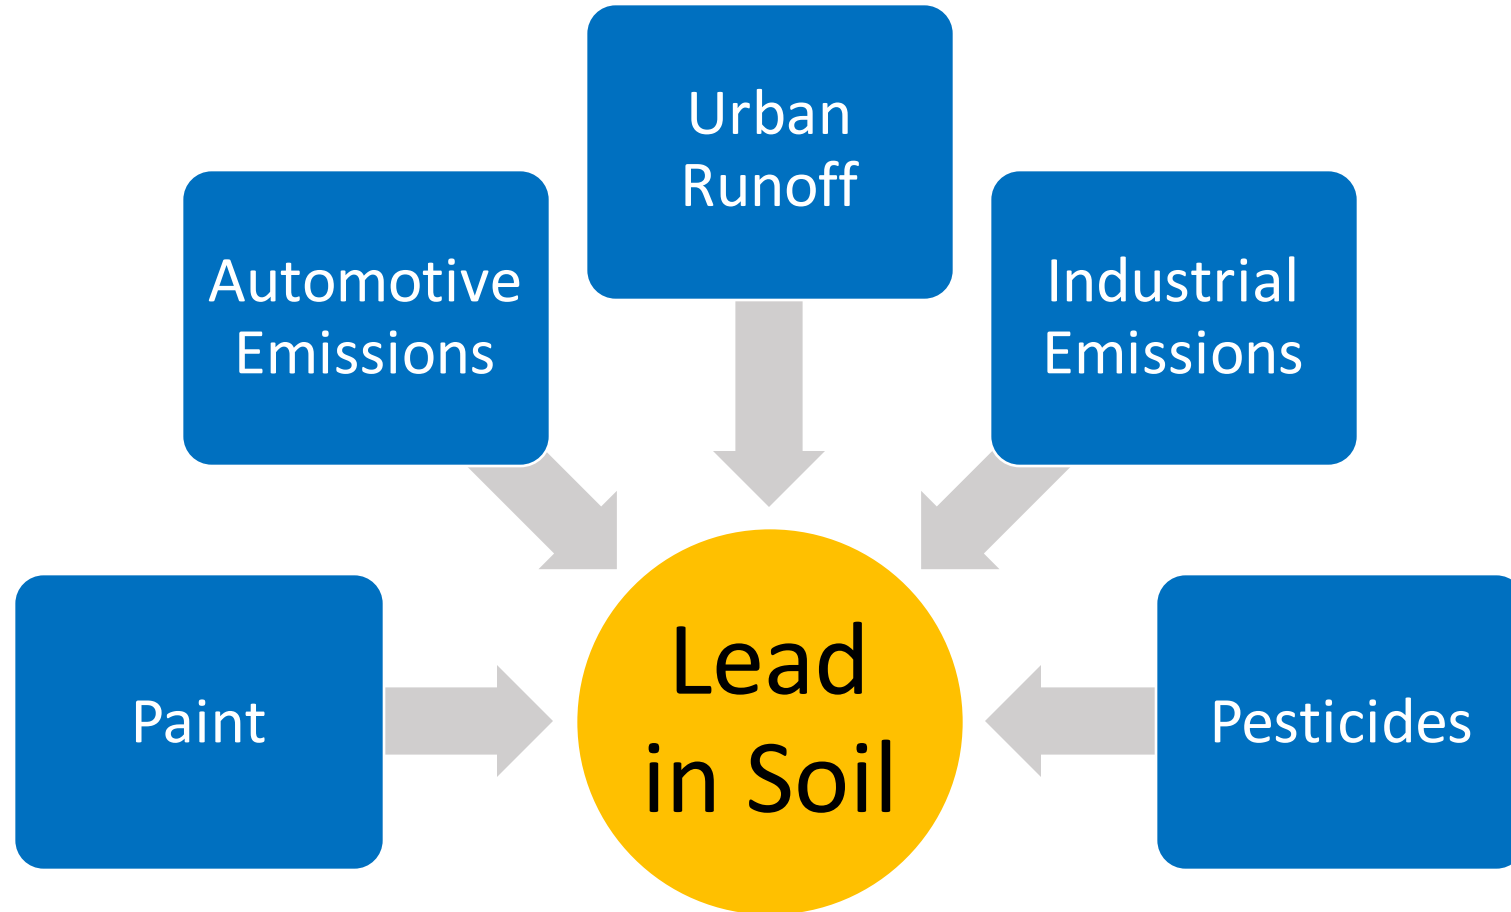 Urban
Runoff
Automotive
Emissions
Industrial
Emissions
Paint
Lead
in Soil
Pesticides